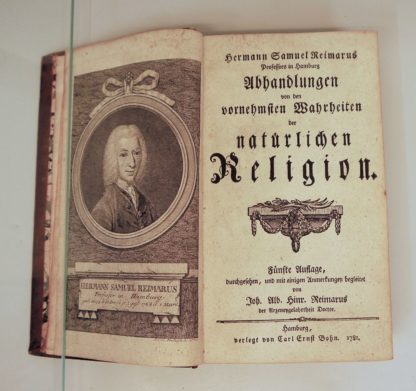 HERMANN SAMUEL REIMARUS
Professor in Hamburg
Hermann Samuel Reimarus
Professors in Hamburg
Abhandlungen
von den
vornehmsten Wahrheiten
der
natürlichen
Religion.
Fünfte Auflage,
durchgesehen, und mit einigen Anmerkungen begleitet
von
Joh. Alb. Hinr. Reimarus
der Arzeneygelahrtheit Doctor.
Hamburg,
verlegt von Carl Ernst Bohn. 1781.